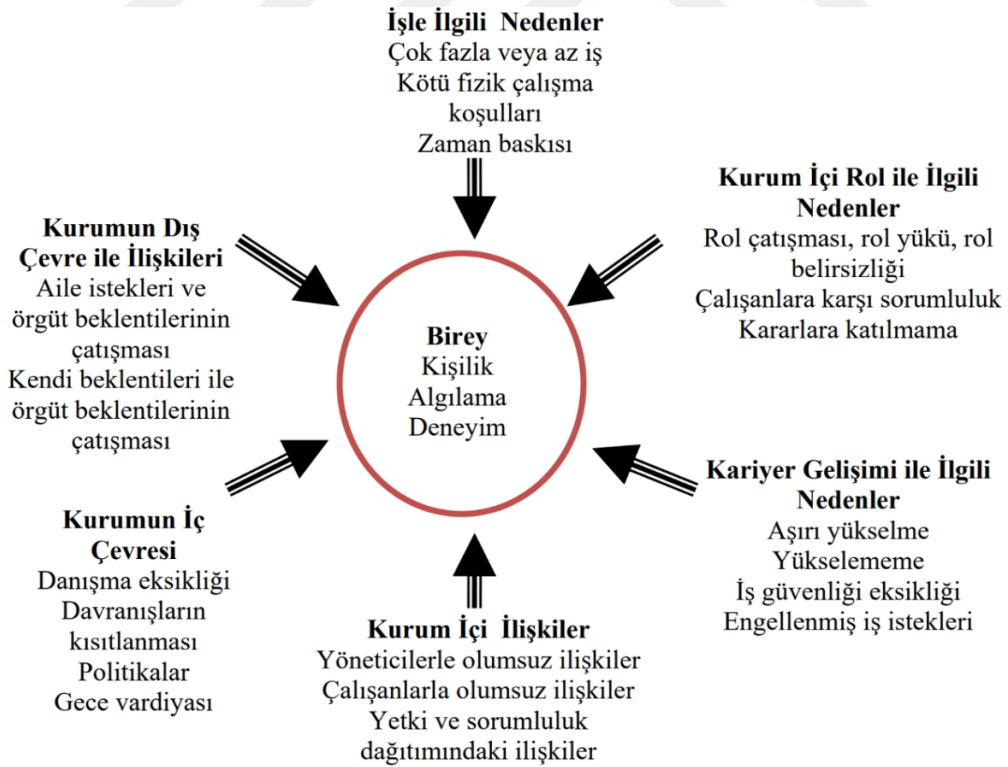 İşle İlgili Nedenler
Çok fazla veya az iş
Kötü fizik çalışma
koşulları
Zaman baskısı
Kurum İçi Rol ile İlgili
Nedenler
Rol çatışması, rol yükü, rol
belirsizliği
Çalışanlara karşı sorumluluk
Kararlara katılmama
Kurumun Dış
Çevre ile İlişkileri
Aile istekleri ve
örgüt beklentilerinin
çatışması
Kendi beklentileri ile
örgüt beklentilerinin
çatışması
Birey
Kişilik
Algılama
Deneyim
Kariyer Gelişimi ile İlgili
Nedenler
Aşırı yükselme
Yükselememe
İş güvenliği eksikliği
Engellenmiş iş istekleri
Kurumun İç
Çevresi
Danışma eksikliği
Davranışların
kısıtlanması
Politikalar
Gece vardiyası
Kurum İçi İlişkiler
Yöneticilerle olumsuz ilişkiler
Çalışanlarla olumsuz ilişkiler
Yetki ve sorumluluk
dağıtımındaki ilişkiler